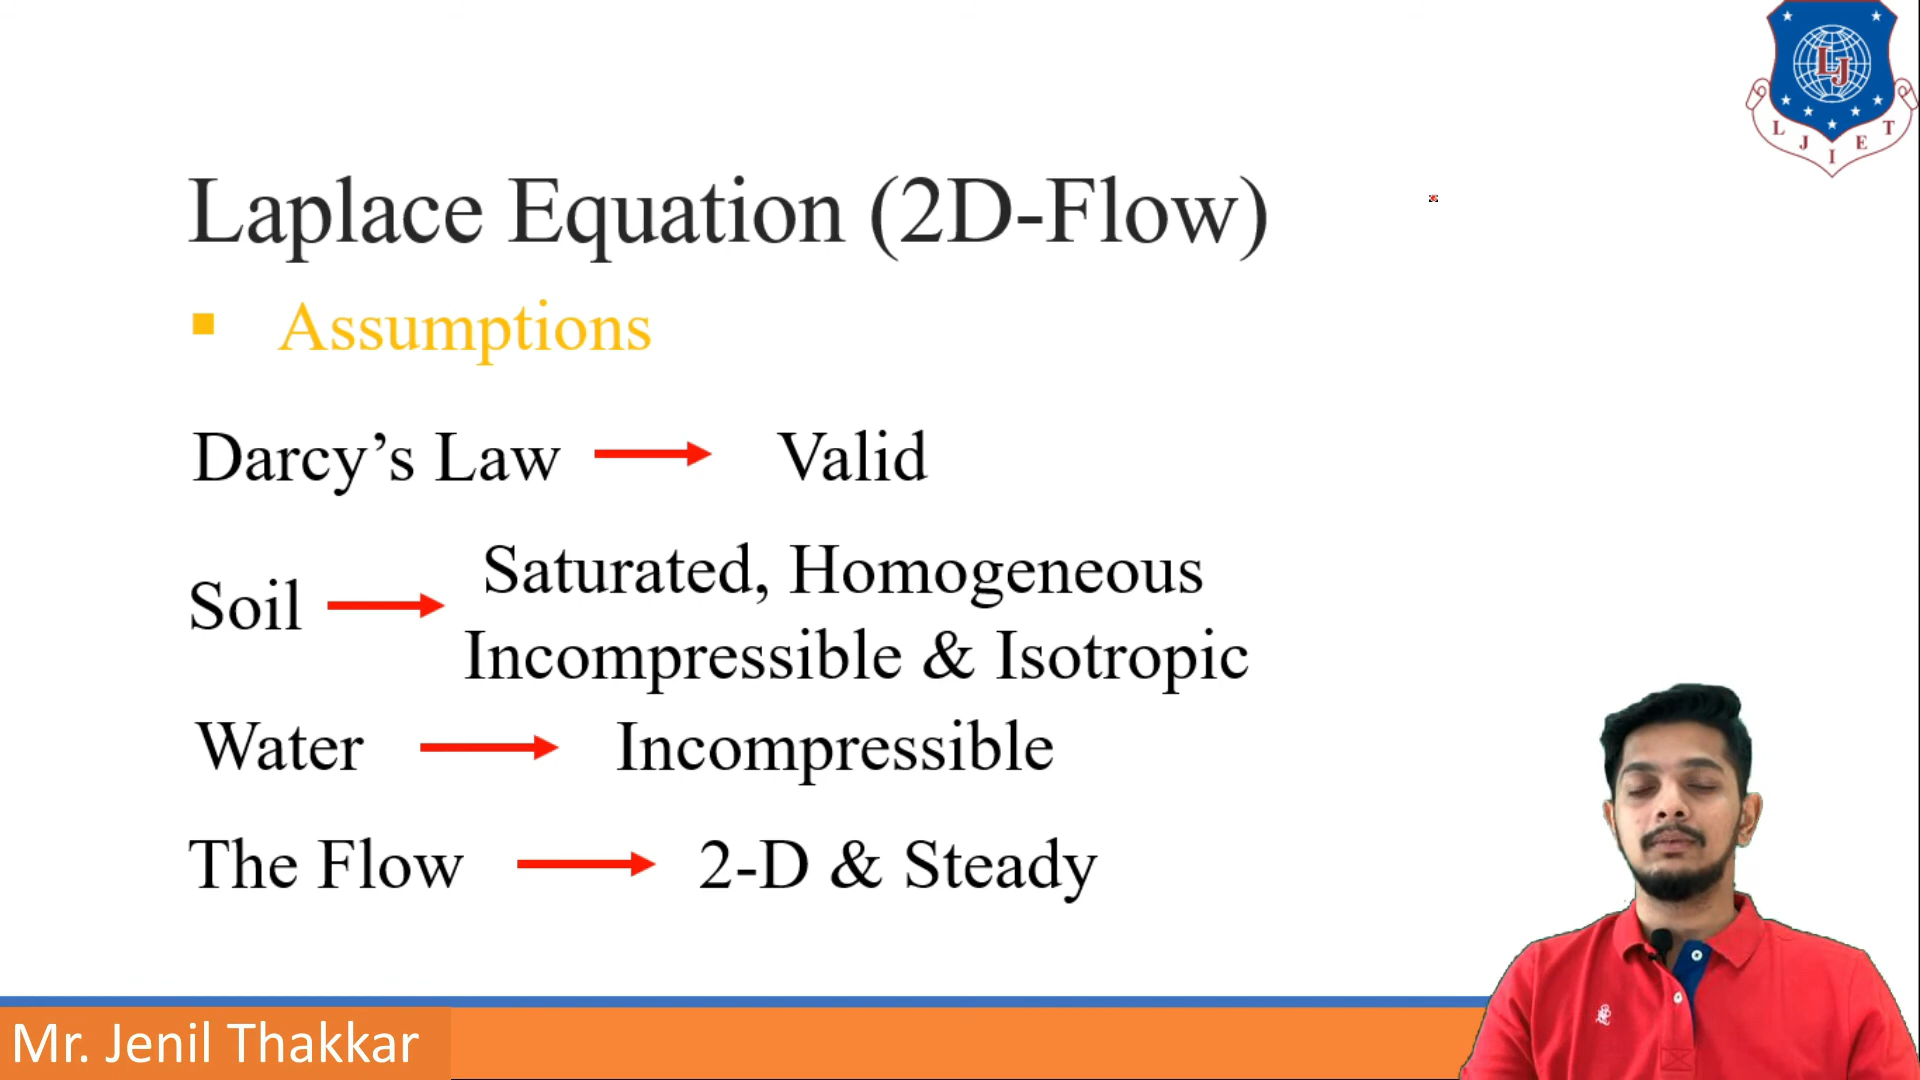 LJ
L J I E T
Laplace Equation (2D-Flow)
▪ Assumptions
Darcy’s Law → Valid
Soil → Saturated, Homogeneous
Incompressible & Isotropic
Water → Incompressible
The Flow → 2-D & Steady
Mr. Jenil Thakkar